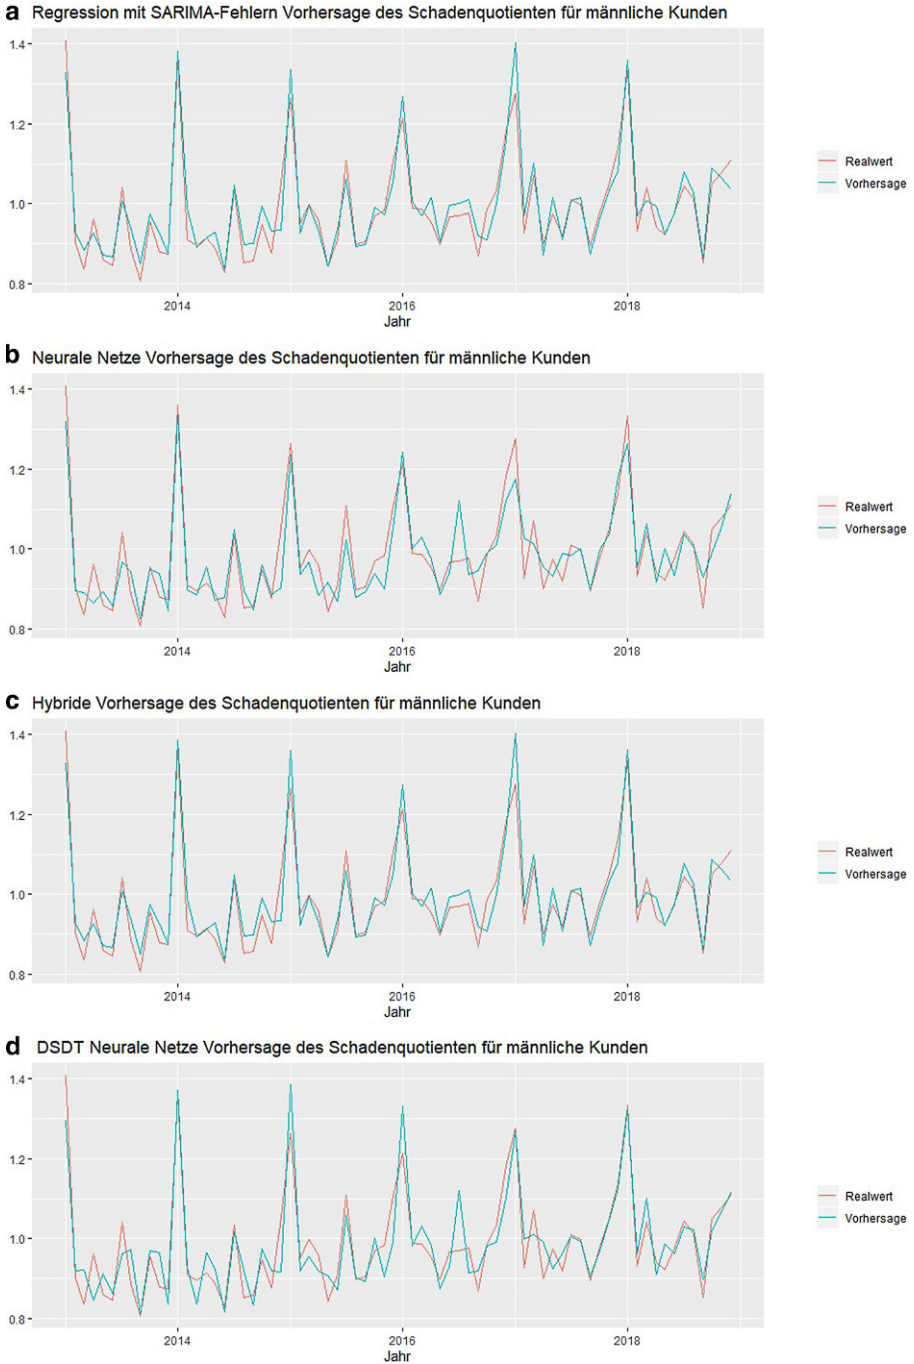 a Regression mit SARIMA-Fehlern Vorhersage des Schadenquotienten für männliche Kunden
1.4
1.2
1.0
0.8
2014 2016 2018
Jahr
Realwert
Vorhersage
b Neurale Netze Vorhersage des Schadenquotienten für männliche Kunden
1.4
1.2
1.0
0.8
2014 2016 2018
Jahr
Realwert
Vorhersage
c Hybride Vorhersage des Schadenquotienten für männliche Kunden
1.4
1.2
1.0
0.8
2014 2016 2018
Jahr
Realwert
Vorhersage
d DSDT Neurale Netze Vorhersage des Schadenquotienten für männliche Kunden
1.4
1.2
1.0
0.8
2014 2016 2018
Jahr
Realwert
Vorhersage